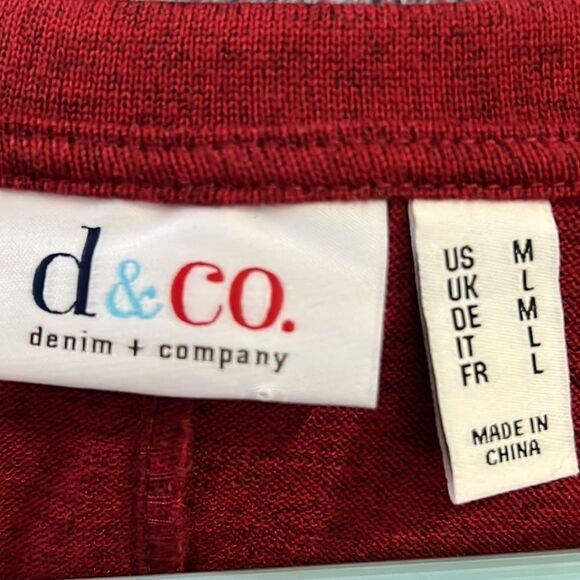 d&co.
denim + company
US M
UK L
DE M
IT L
FR L
MADE IN
CHINA